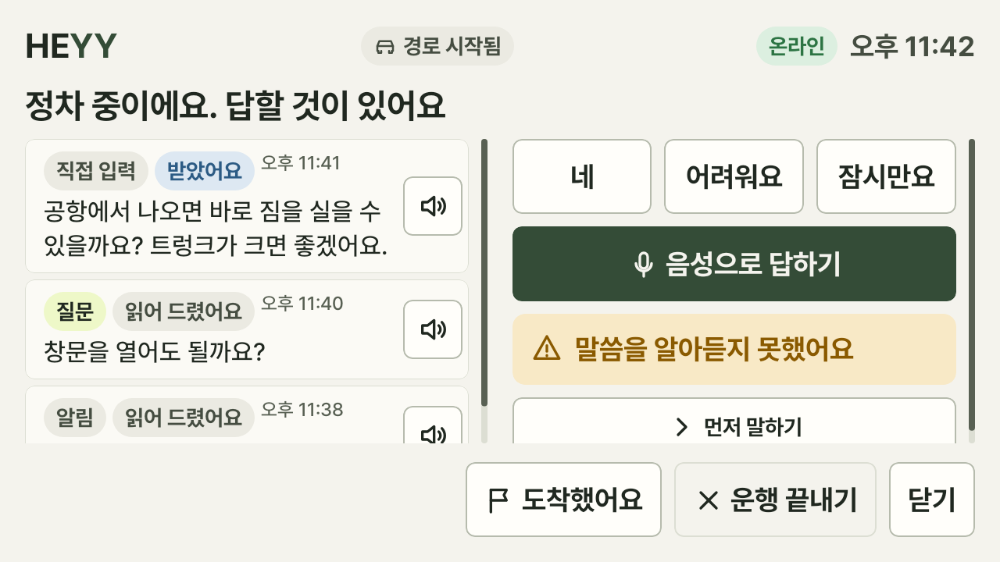 HEYY
경로 시작됨
온라인 오후 11:42
정차 중이에요. 답할 것이 있어요
직접 입력 받았어요 오후 11:41
공항에서 나오면 바로 짐을 실을 수
있을까요? 트렁크가 크면 좋겠어요.
질문 읽어 드렸어요 오후 11:40
창문을 열어도 될까요?
알림 읽어 드렸어요 오후 11:38
네 어려워요 잠시만요
음성으로 답하기
말씀을 알아듣지 못했어요
먼저 말하기
도착했어요 운행 끝내기 닫기